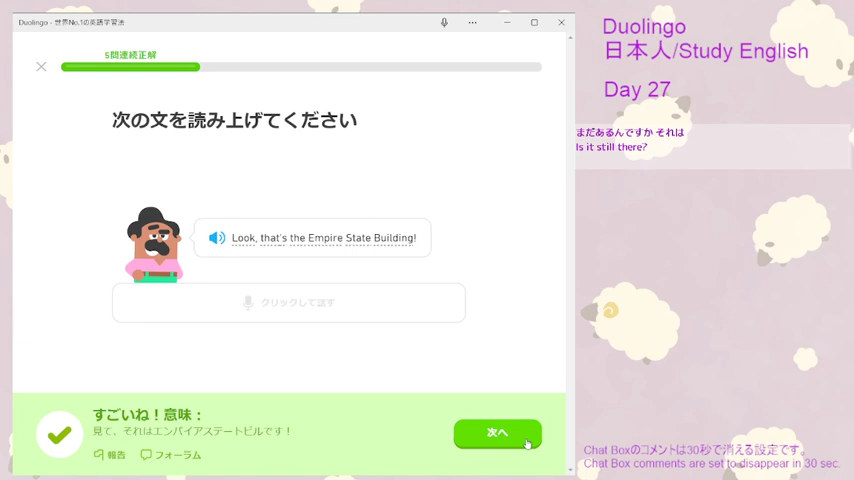 Duolingo - 世界No.1の英語学習法
5問連続正解
次の文を読み上げてください
Look, that's the Empire State Building!
クリックして話す
すごいね！意味：
見て、それはエンパイアステートビルです！
報告 フォーラム
次へ
Duolingo
日本人/Study English
Day 27
まだあるんですか それは
Is it still there?
Chat Boxのコメントは30秒で消える設定です
Chat Box comments are set to disappear in 30 sec.